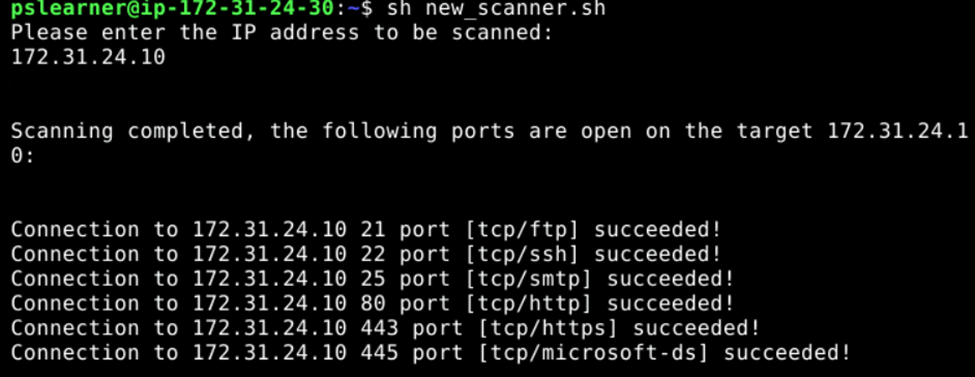 pslearner@ip-172-31-24-30:~$ sh new_scanner.sh
Please enter the IP address to be scanned:
172.31.24.10
Scanning completed, the following ports are open on the target 172.31.24.1
0:
Connection to 172.31.24.10 21 port [tcp/ftp] succeeded!
Connection to 172.31.24.10 22 port [tcp/ssh] succeeded!
Connection to 172.31.24.10 25 port [tcp/smtp] succeeded!
Connection to 172.31.24.10 80 port [tcp/http] succeeded!
Connection to 172.31.24.10 443 port [tcp/https] succeeded!
Connection to 172.31.24.10 445 port [tcp/microsoft-ds] succeeded!